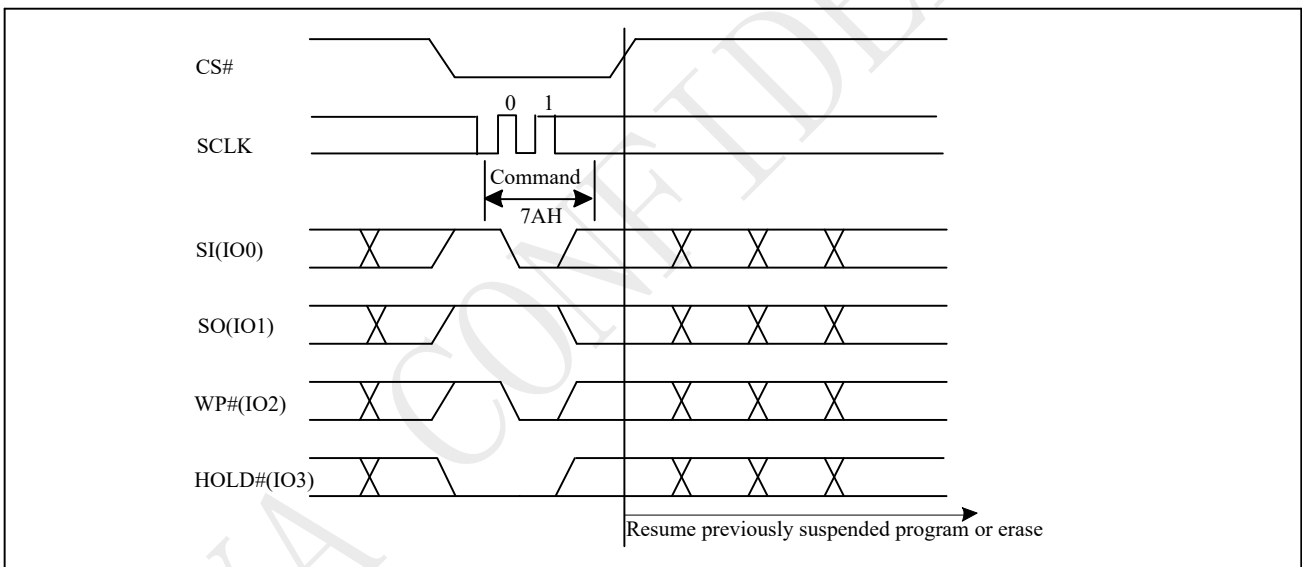 CS#
0 1
SCLK
Command
7AH
SI(IO0)
SO(IO1)
WP#(IO2)
HOLD#(IO3)
Resume previously suspended program or erase